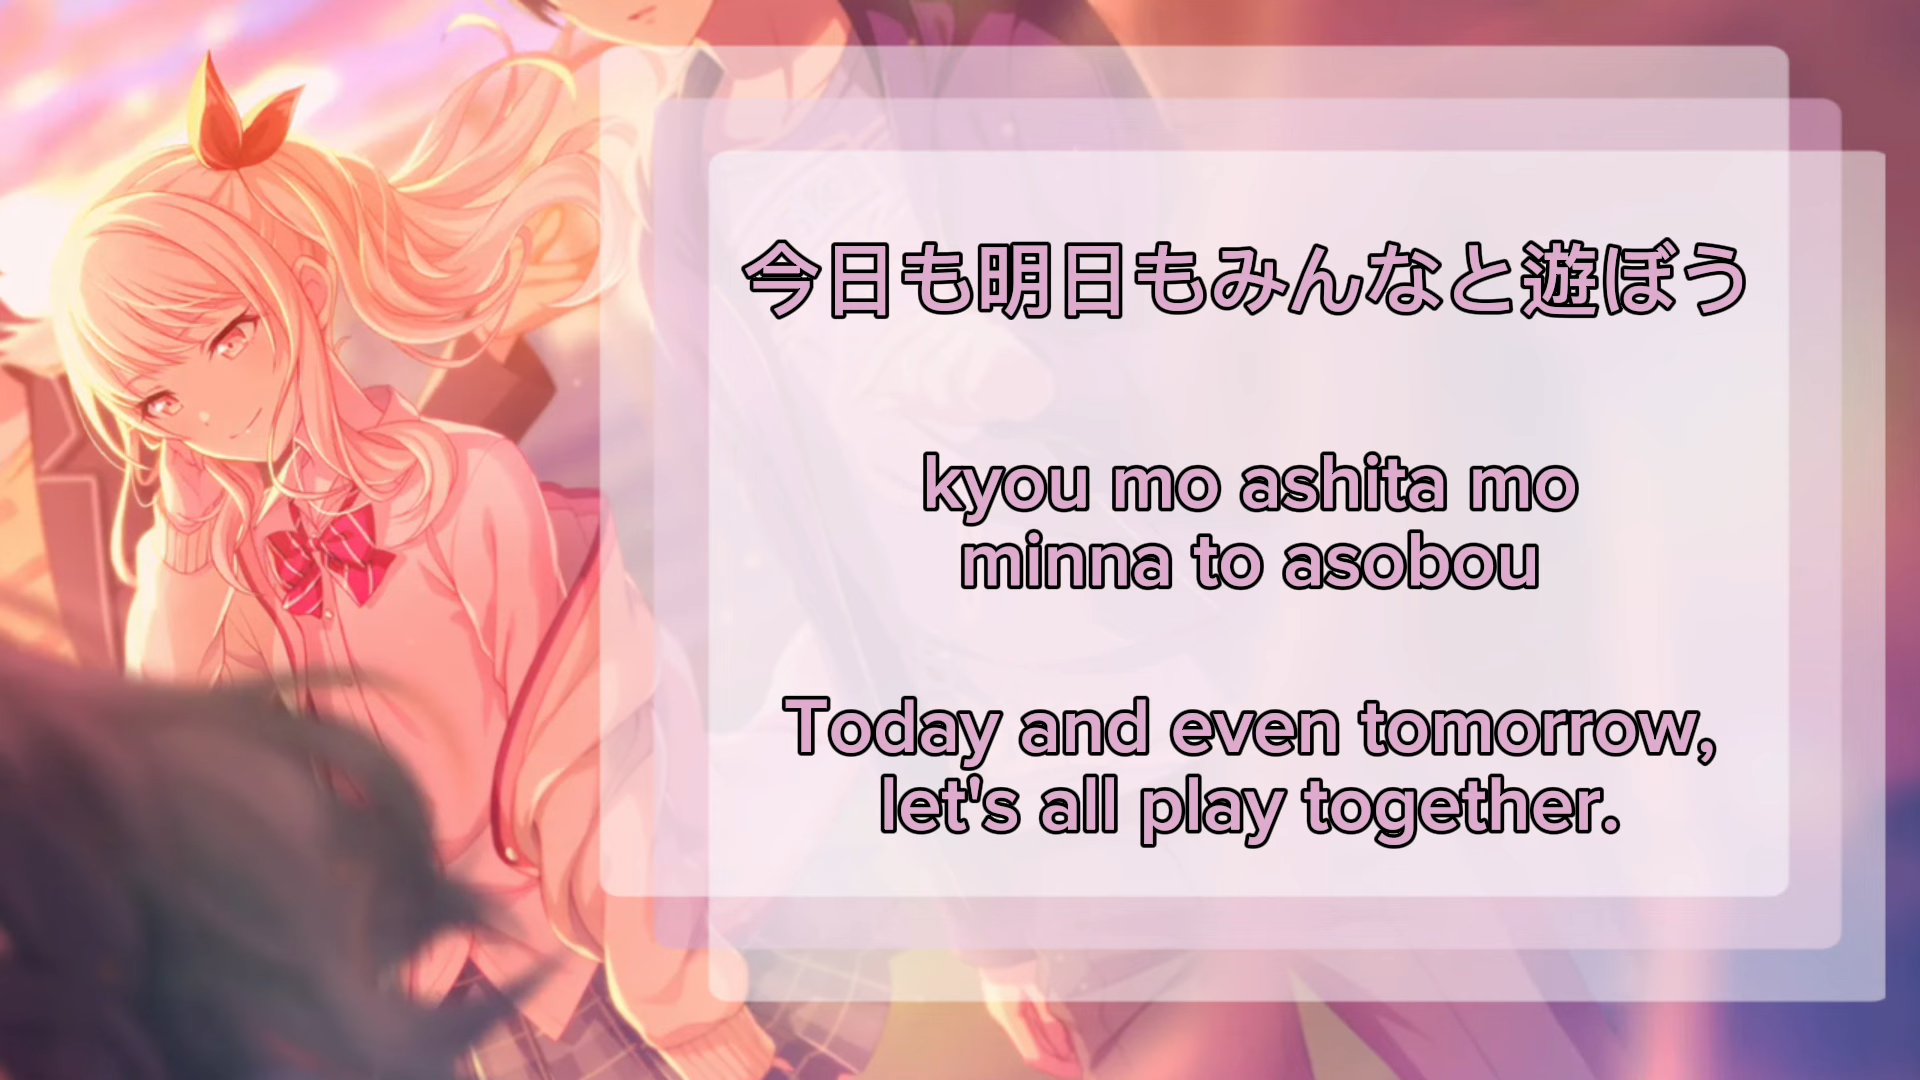 今日も明日もみんなと遊ぼう
kyou mo ashita mo
minna to asobou
Today and even tomorrow,
let's all play together.